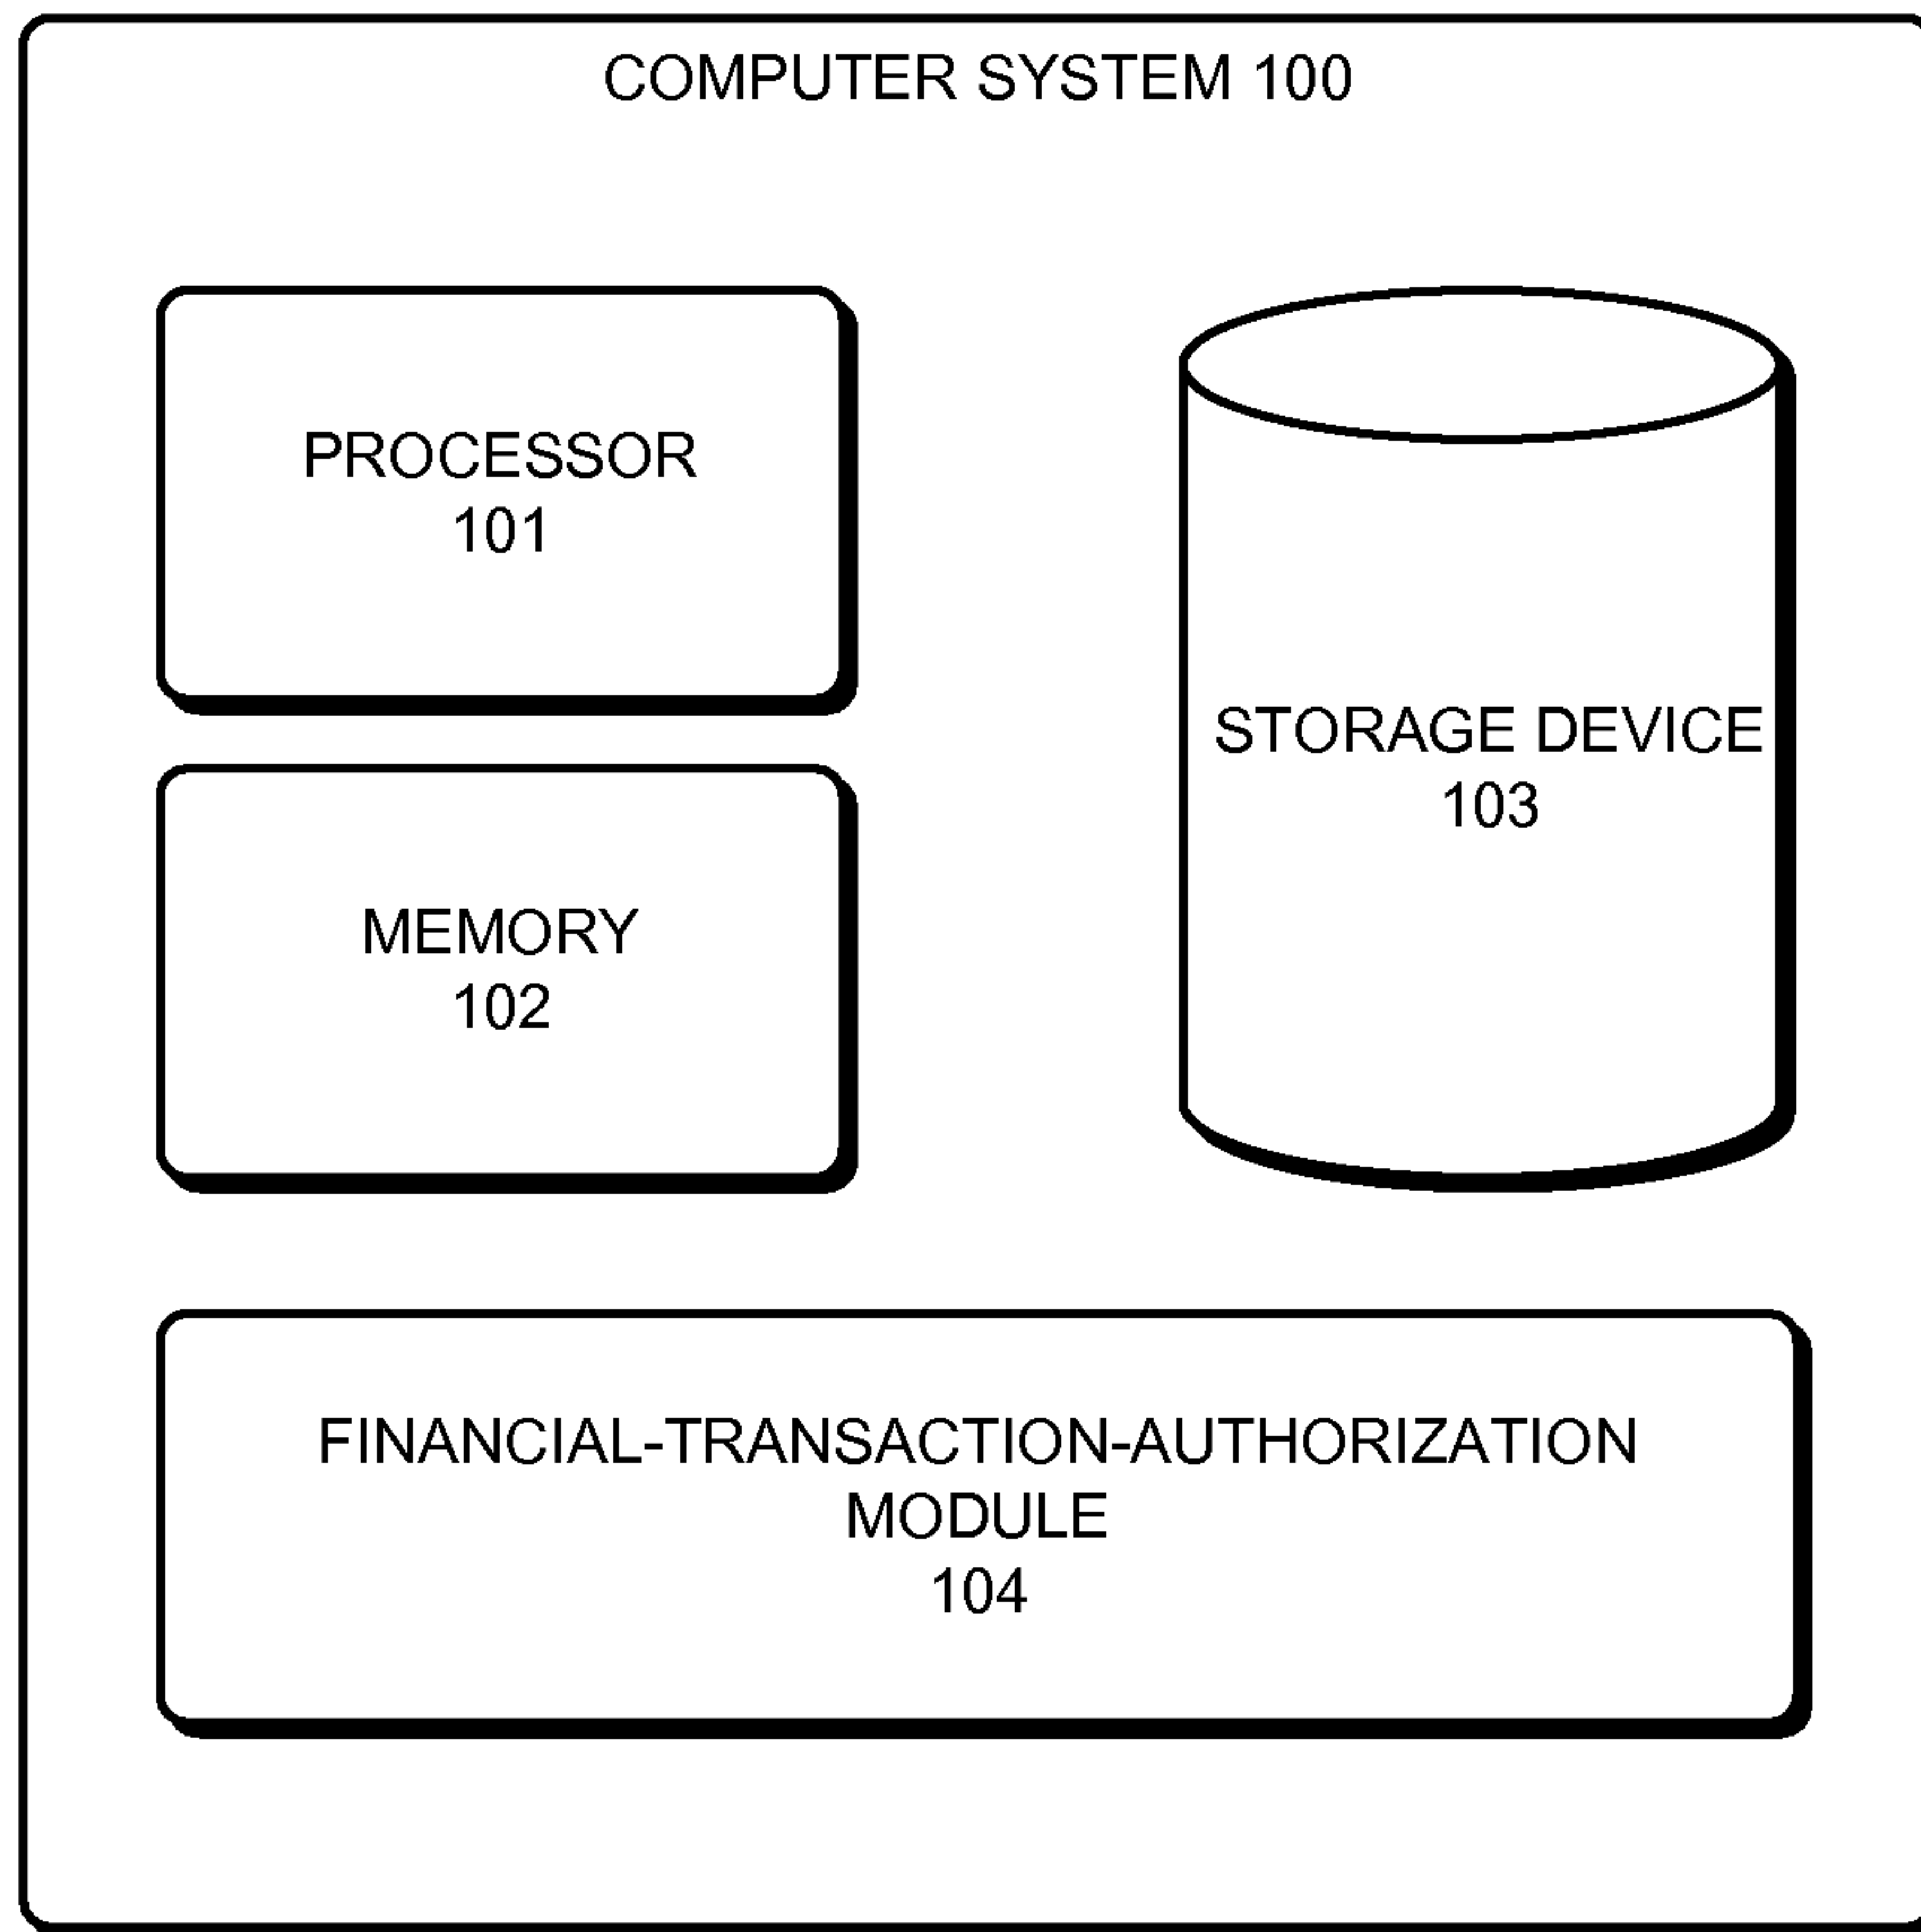 COMPUTER SYSTEM 100
PROCESSOR
101
MEMORY
102
STORAGE DEVICE
103
FINANCIAL-TRANSACTION-AUTHORIZATION
MODULE
104